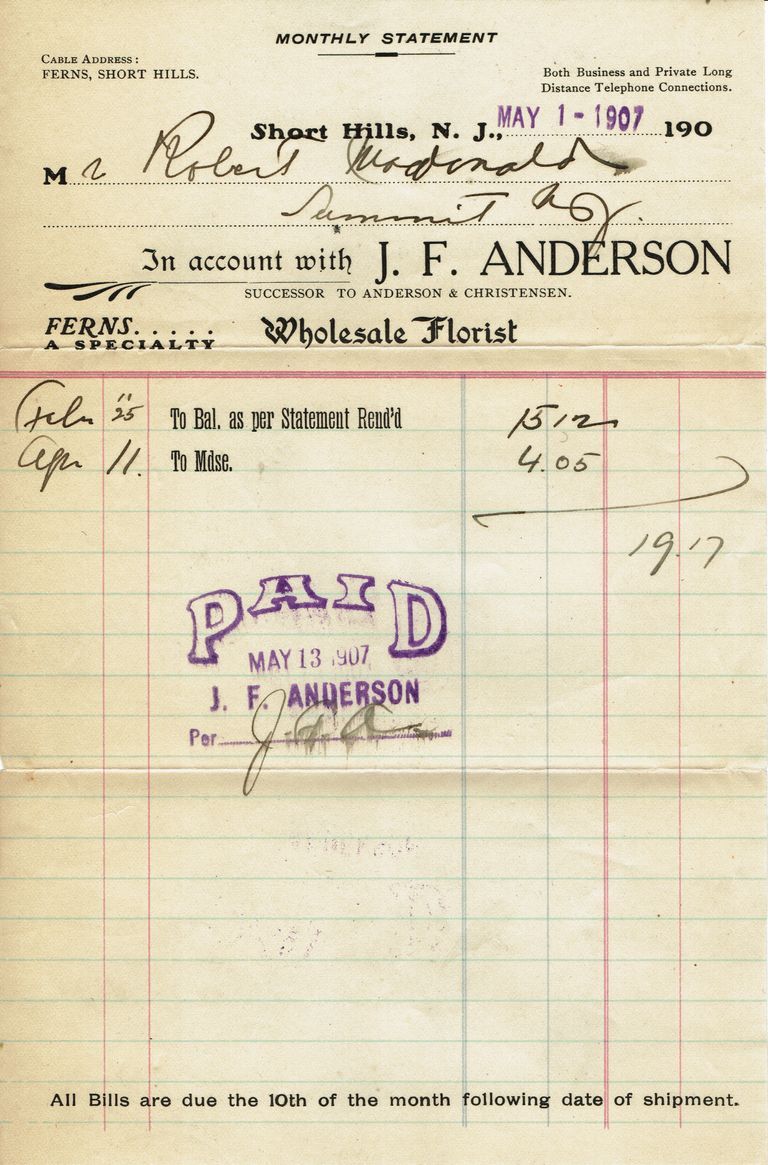 MONTHLY STATEMENT
CABLE ADDRESS:
FERNS, SHORT HILLS.
Both Business and Private Long
Distance Telephone Connections.
Short Hills, N. J., MAY 1 - 1907 190
Mr Robert Macdonald
Summit N.J.
In account with J. F. ANDERSON
SUCCESSOR TO ANDERSON & CHRISTENSEN.
FERNS.....
A SPECIALTY
Wholesale Florist
Feby 25 To Bal. as per Statement Rend'd 15 12
Apr 11. To Mdse. 4.05
19.17
PAID
MAY 13 1907
J. F. ANDERSON
Per J.F.A.
All Bills are due the 10th of the month following date of shipment.